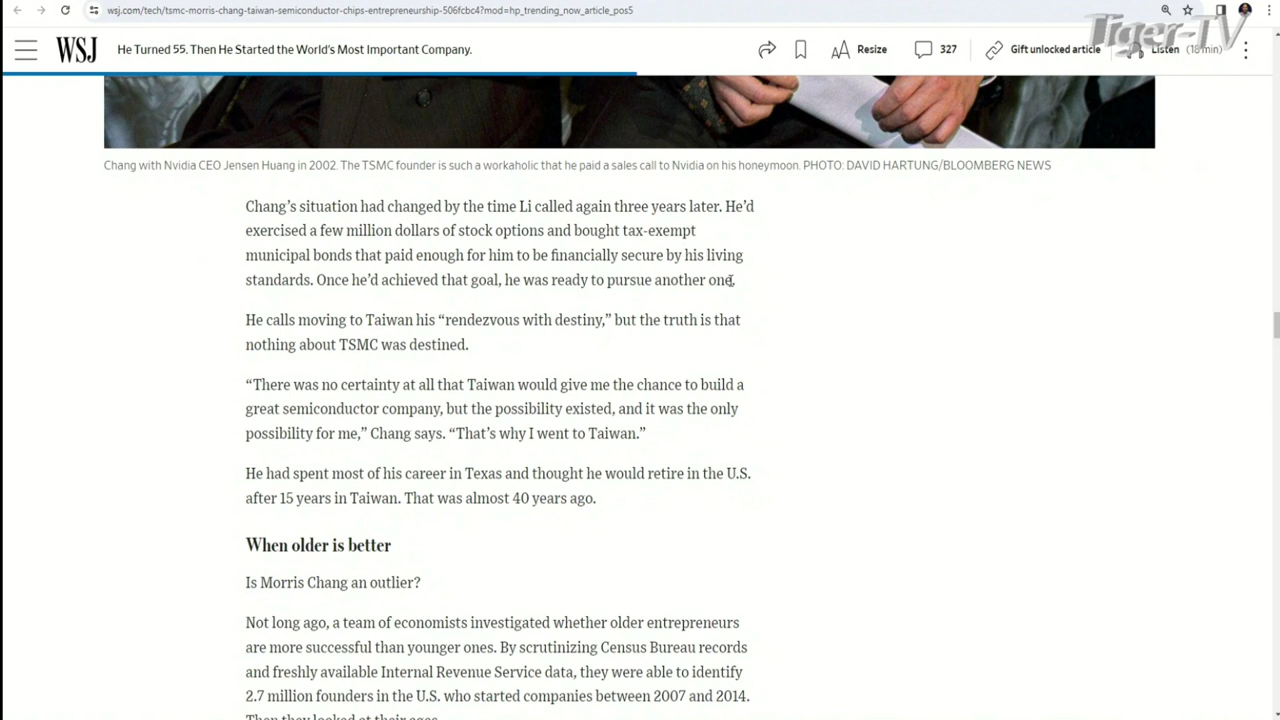 wsj.com/tech/tsmc-morris-chang-taiwan-semiconductor-chips-entrepreneurship-506fcbc4?mod=hp_trending_now_article_pos5
Tiger-TV
WSJ He Turned 55. Then He Started the World's Most Important Company. Resize 327 Gift unlocked article Listen (18 min)
Chang with Nvidia CEO Jensen Huang in 2002. The TSMC founder is such a workaholic that he paid a sales call to Nvidia on his honeymoon. PHOTO: DAVID HARTUNG/BLOOMBERG NEWS
Chang's situation had changed by the time Li called again three years later. He'd
exercised a few million dollars of stock options and bought tax-exempt
municipal bonds that paid enough for him to be financially secure by his living
standards. Once he'd achieved that goal, he was ready to pursue another one.
He calls moving to Taiwan his “rendezvous with destiny,” but the truth is that
nothing about TSMC was destined.
“There was no certainty at all that Taiwan would give me the chance to build a
great semiconductor company, but the possibility existed, and it was the only
possibility for me,” Chang says. “That's why I went to Taiwan.”
He had spent most of his career in Texas and thought he would retire in the U.S.
after 15 years in Taiwan. That was almost 40 years ago.
When older is better
Is Morris Chang an outlier?
Not long ago, a team of economists investigated whether older entrepreneurs
are more successful than younger ones. By scrutinizing Census Bureau records
and freshly available Internal Revenue Service data, they were able to identify
2.7 million founders in the U.S. who started companies between 2007 and 2014.
Then they looked at their ages